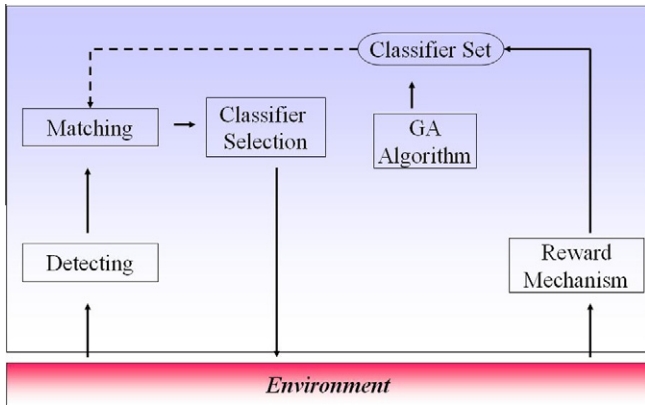 Classifier Set
Matching
Classifier
Selection
GA
Algorithm
Detecting
Reward
Mechanism
Environment